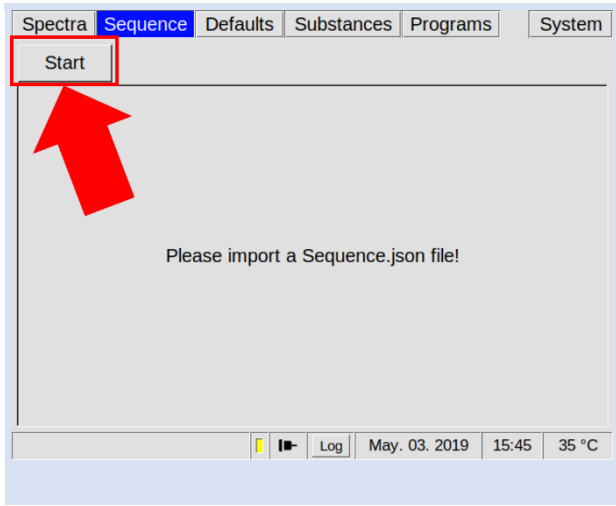 Spectra Sequence Defaults Substances Programs System
Start
Please import a Sequence.json file!
Log May. 03. 2019 15:45 35 °C